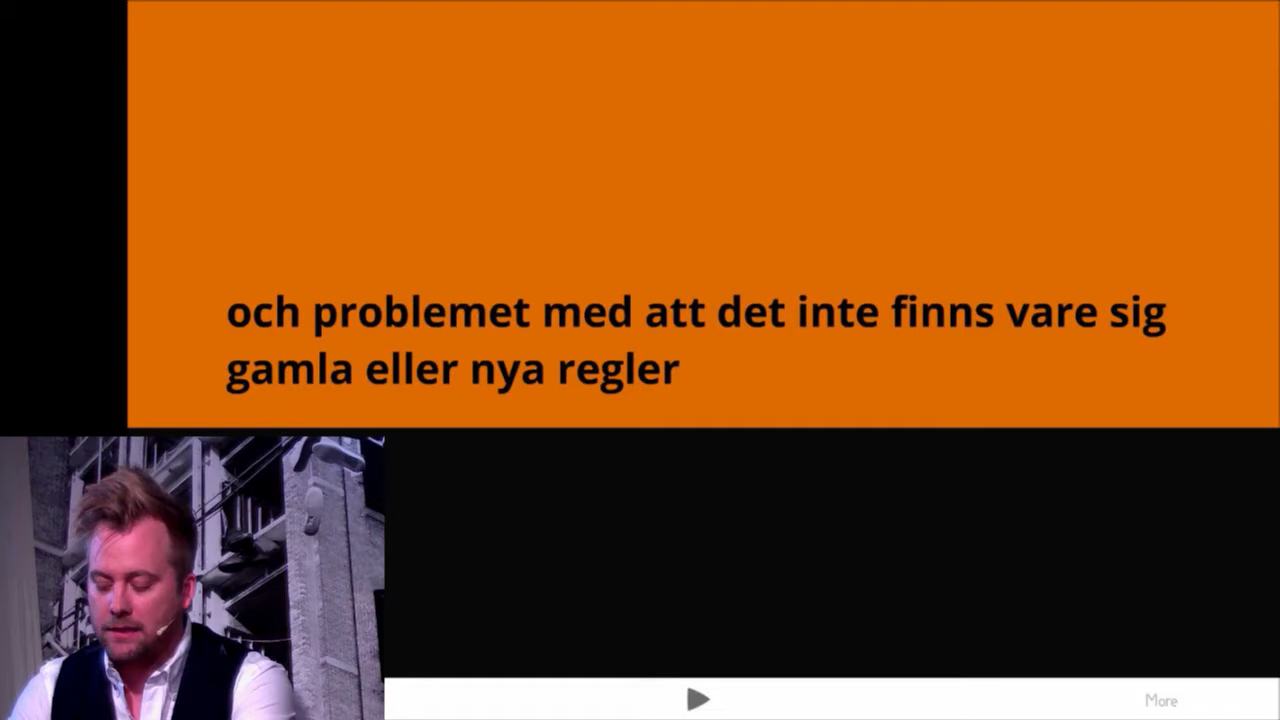 och problemet med att det inte finns vare sig
gamla eller nya regler
More